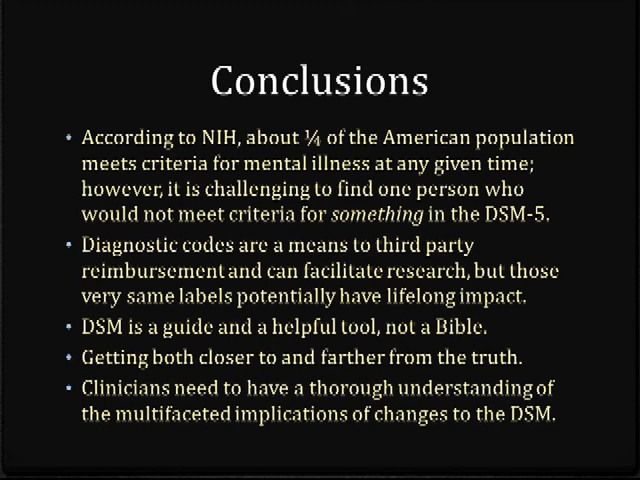 Conclusions
• According to NIH, about ¼ of the American population
meets criteria for mental illness at any given time;
however, it is challenging to find one person who
would not meet criteria for something in the DSM-5.
• Diagnostic codes are a means to third party
reimbursement and can facilitate research, but those
very same labels potentially have lifelong impact.
• DSM is a guide and a helpful tool, not a Bible.
• Getting both closer to and farther from the truth.
• Clinicians need to have a thorough understanding of
the multifaceted implications of changes to the DSM.